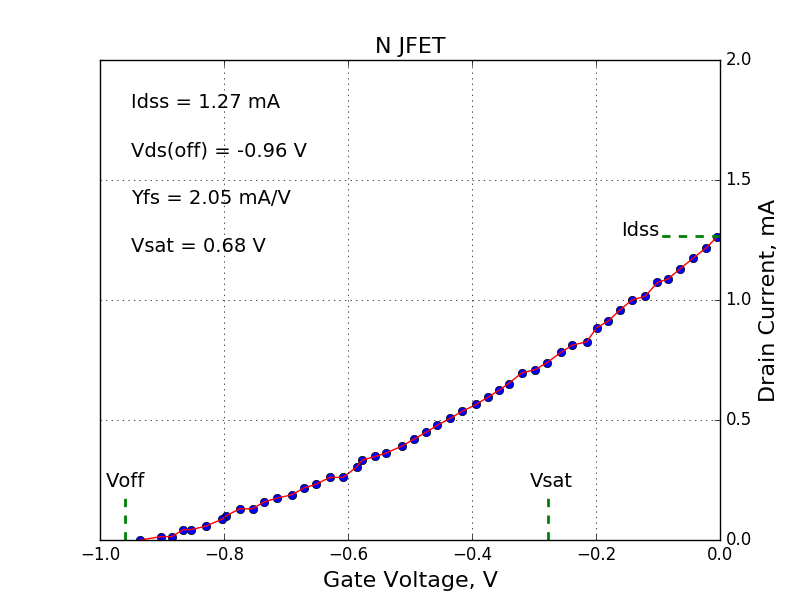 N JFET
Idss = 1.27 mA
Vds(off) = -0.96 V
Yfs = 2.05 mA/V
Vsat = 0.68 V
Idss
Voff
Vsat
2.0
1.5
1.0
0.5
0.0
Drain Current, mA
−1.0 −0.8 −0.6 −0.4 −0.2 0.0
Gate Voltage, V